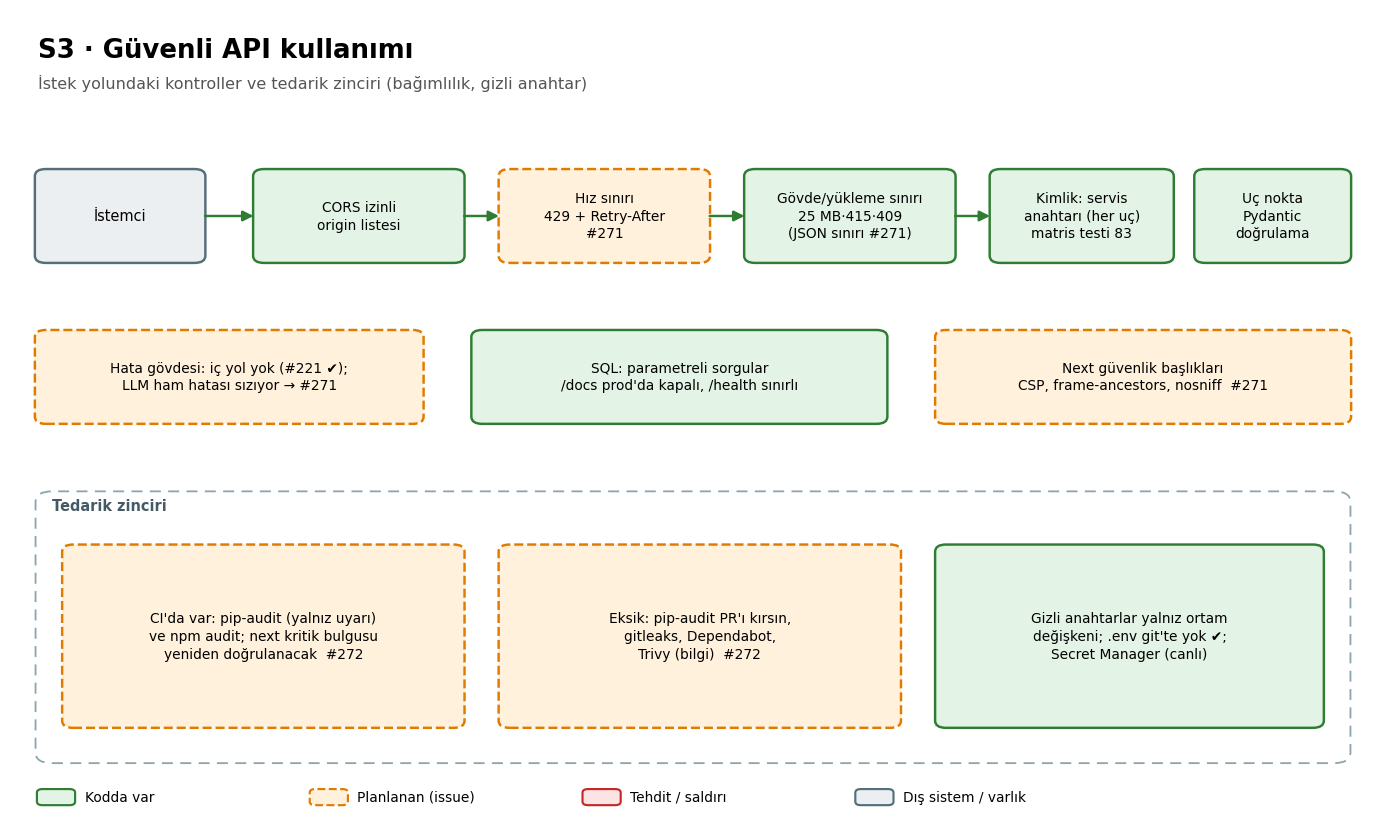 S3 · Güvenli API kullanımı
İstek yolundaki kontroller ve tedarik zinciri (bağımlılık, gizli anahtar)
İstemci
CORS izinli
origin listesi
Hız sınırı
429 + Retry-After
#271
Gövde/yükleme sınırı
25 MB·415·409
(JSON sınırı #271)
Kimlik: servis
anahtarı (her uç)
matris testi 83
Uç nokta
Pydantic
doğrulama
Hata gövdesi: iç yol yok (#221 ✔);
LLM ham hatası sızıyor → #271
SQL: parametreli sorgular
/docs prod'da kapalı, /health sınırlı
Next güvenlik başlıkları
CSP, frame-ancestors, nosniff  #271
Tedarik zinciri
CI'da var: pip-audit (yalnız uyarı)
ve npm audit; next kritik bulgusu
yeniden doğrulanacak  #272
Eksik: pip-audit PR'ı kırsın,
gitleaks, Dependabot,
Trivy (bilgi)  #272
Gizli anahtarlar yalnız ortam
değişkeni; .env git'te yok ✔;
Secret Manager (canlı)
Kodda var
Planlanan (issue)
Tehdit / saldırı
Dış sistem / varlık